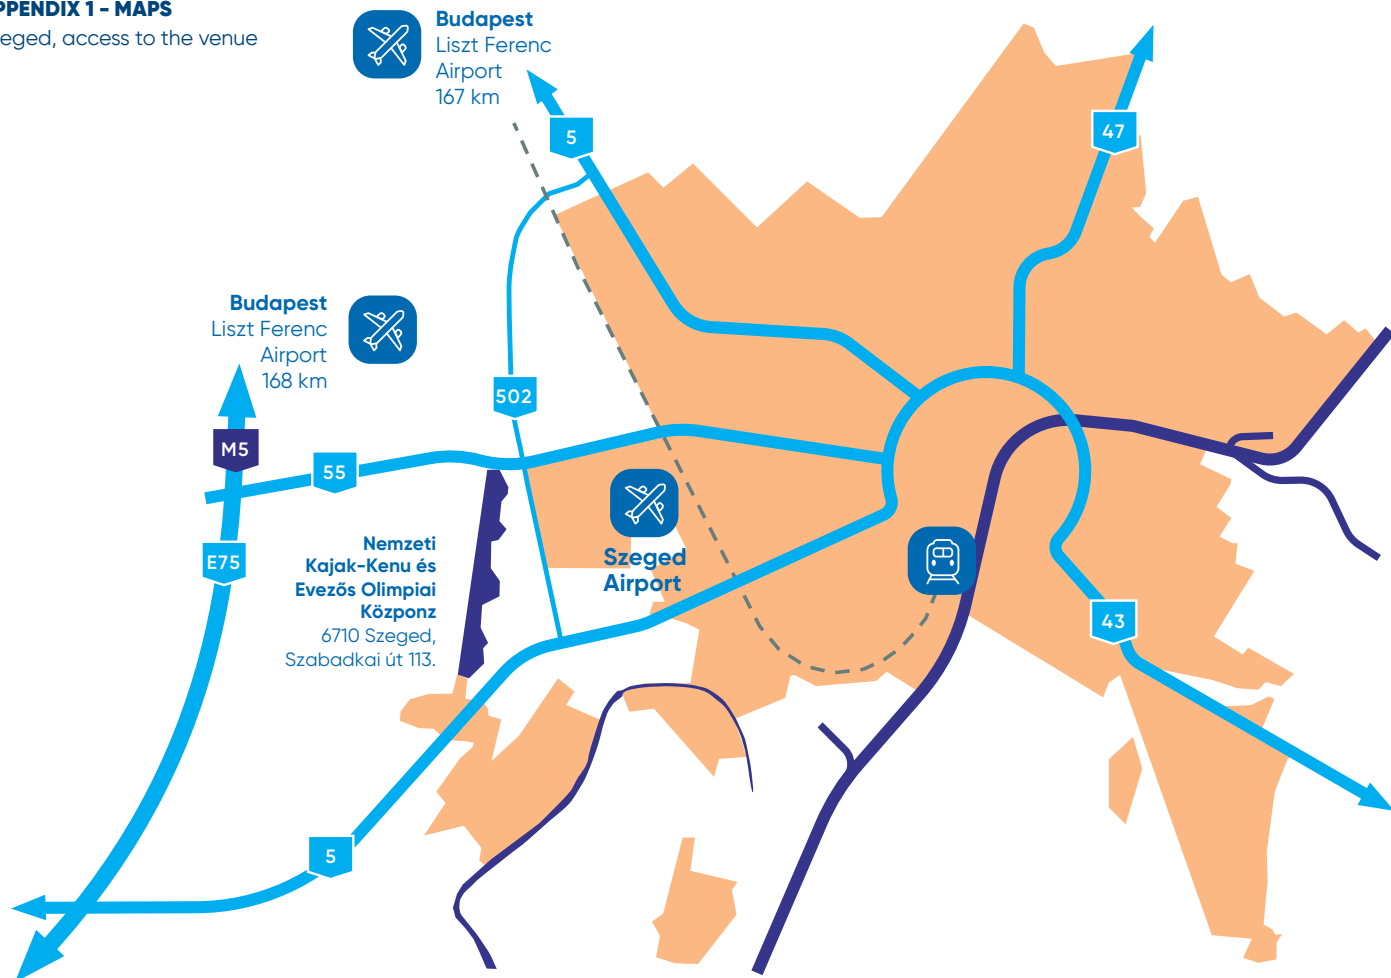 PPENDIX 1 - MAPS
eged, access to the venue
Budapest
Liszt Ferenc
Airport
167 km
5
47
Budapest
Liszt Ferenc
Airport
168 km
502
M5
55
Szeged
Airport
E75
Nemzeti
Kajak-Kenu és
Evezős Olimpiai
Közponz
6710 Szeged,
Szabadkai út 113.
43
5